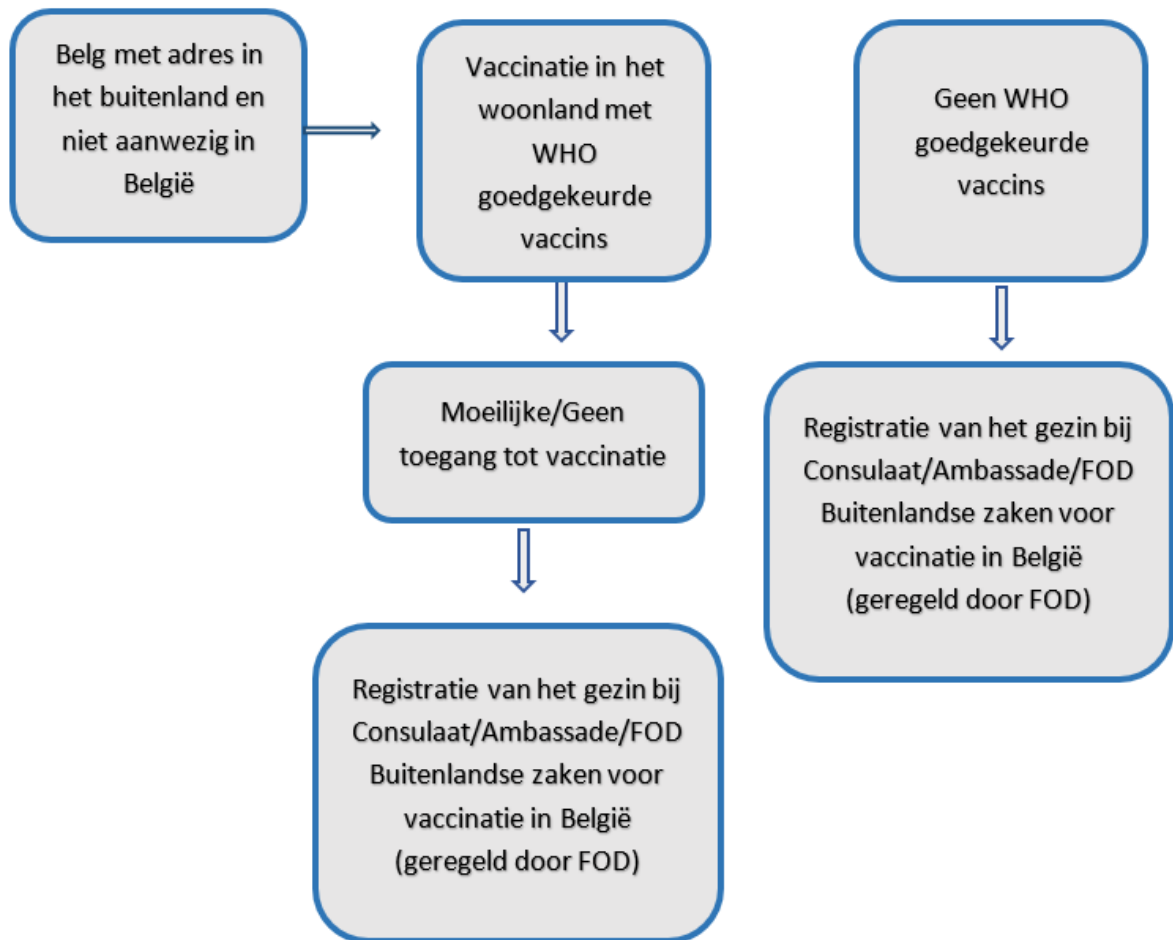 Belg met adres in
het buitenland en
niet aanwezig in
België
Vaccinatie in het
woonland met
WHO
goedgekeurde
vaccins
Geen WHO
goedgekeurde
vaccins
Moeilijke/Geen
toegang tot vaccinatie
Registratie van het gezin bij
Consulaat/Ambassade/FOD
Buitenlandse zaken voor
vaccinatie in België
(geregeld door FOD)
Registratie van het gezin bij
Consulaat/Ambassade/FOD
Buitenlandse zaken voor
vaccinatie in België
(geregeld door FOD)